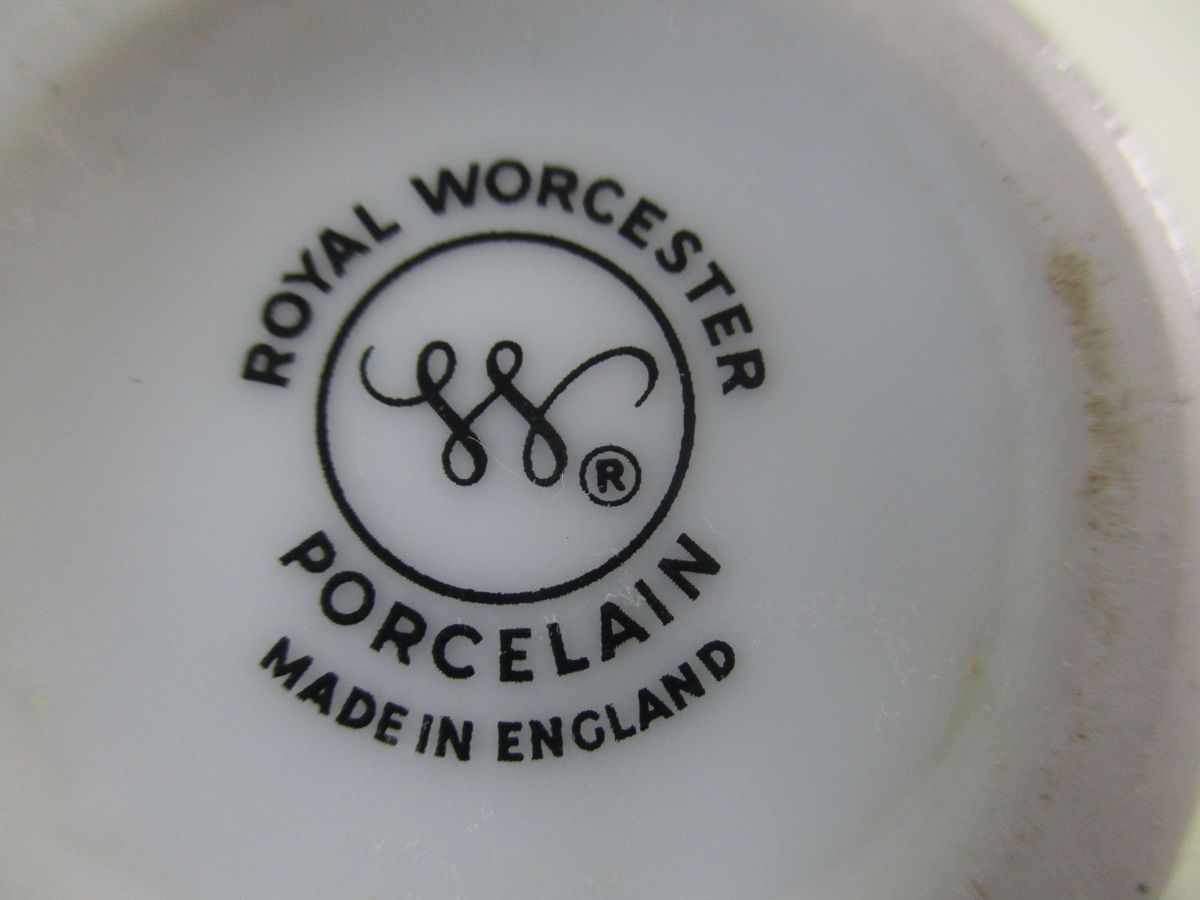 ROYAL WORCESTER
W
®
PORCELAIN
MADE IN ENGLAND